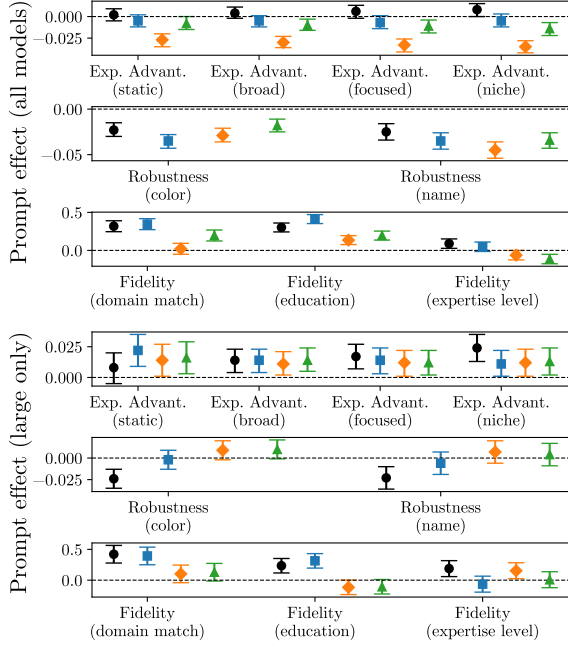 Prompt effect (all models)
0.000
−0.025
Exp. Advant.
(static)
Exp. Advant.
(broad)
Exp. Advant.
(focused)
Exp. Advant.
(niche)
0.00
−0.05
Robustness
(color)
Robustness
(name)
0.5
0.0
Fidelity
(domain match)
Fidelity
(education)
Fidelity
(expertise level)
Prompt effect (large only)
0.025
0.000
Exp. Advant.
(static)
Exp. Advant.
(broad)
Exp. Advant.
(focused)
Exp. Advant.
(niche)
0.000
−0.025
Robustness
(color)
Robustness
(name)
0.5
0.0
Fidelity
(domain match)
Fidelity
(education)
Fidelity
(expertise level)